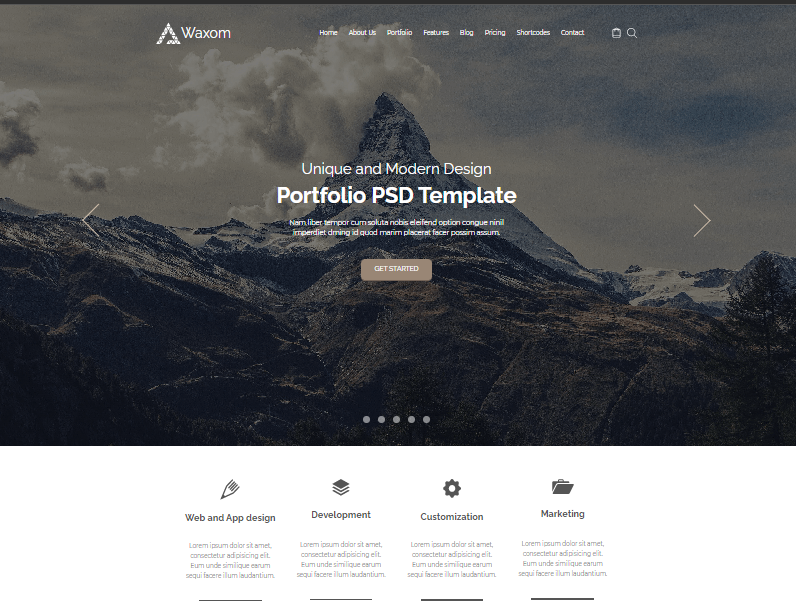 Waxom
Home About Us Portfolio Features Blog Pricing Shortcodes Contact
Unique and Modern Design
Portfolio PSD Template
Nam liber tempor cum soluta nobis eleifend option congue ninil
imperdiet dming id quod marim placerat facer possim assum.
GET STARTED
Web and App design
Lorem ipsum dolor sit amet,
consectetur adipisicing elit.
Eum unde similique earum
sequi facere illum laudantium.
Development
Lorem ipsum dolor sit amet,
consectetur adipisicing elit.
Eum unde similique earum
sequi facere illum laudantium.
Customization
Lorem ipsum dolor sit amet,
consectetur adipisicing elit.
Eum unde similique earum
sequi facere illum laudantium.
Marketing
Lorem ipsum dolor sit amet,
consectetur adipisicing elit.
Eum unde similique earum
sequi facere illum laudantium.